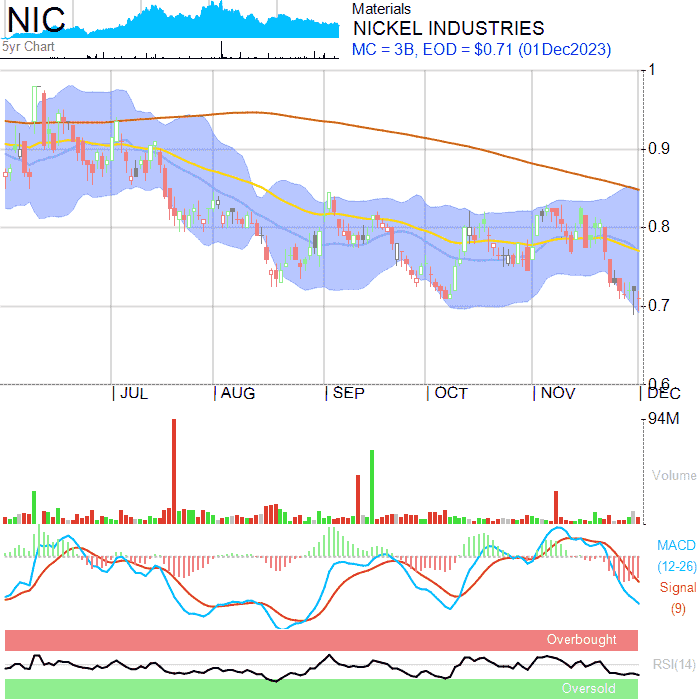 NIC
5yr Chart
Materials
NICKEL INDUSTRIES
MC = 3B, EOD = $0.71 (01Dec2023)
1
0.9
0.8
0.7
0.6
JUL
AUG
SEP
OCT
NOV
DEC
94M
Volume
MACD
(12-26)
Signal
(9)
Overbought
RSI(14)
Oversold